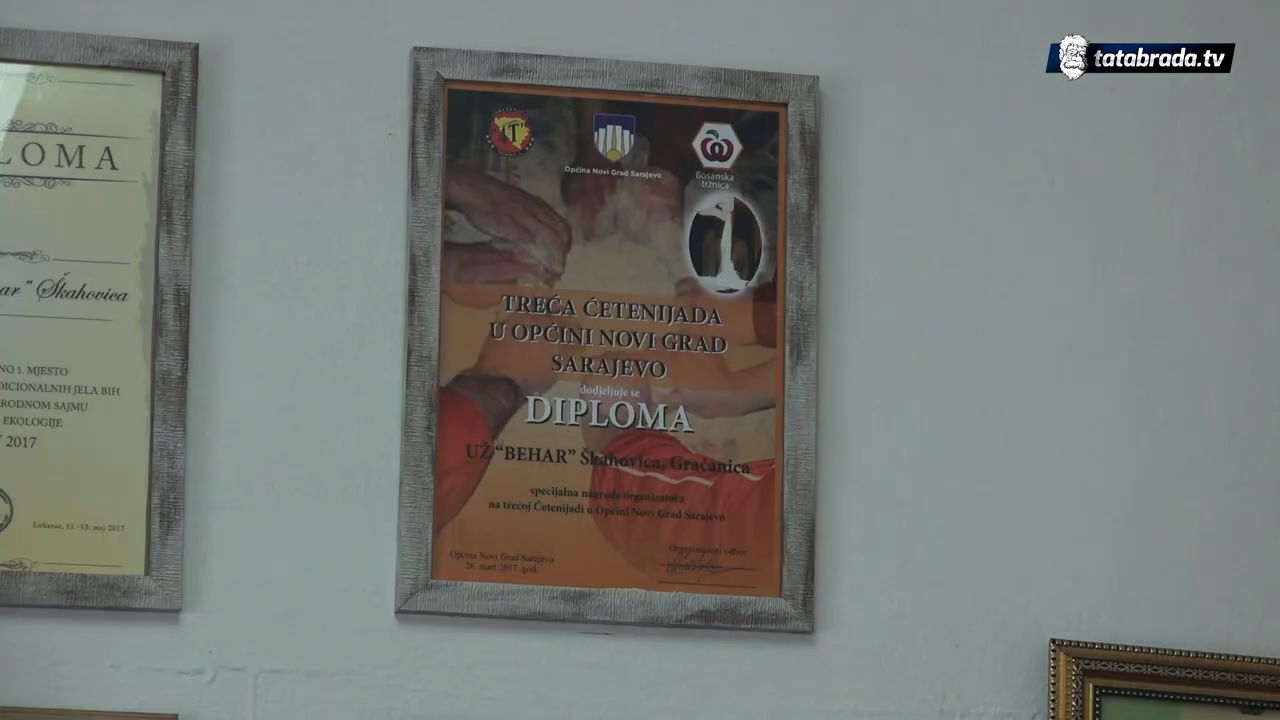 tatabrada.tv
LOMA
ar" Škahovica
NO 1. MJESTO
DICIONALNIH JELA BIH
RODNOM SAJMU
EKOLOGIJE
2017
Lukavac, 11.-13. maj 2017
"T"
Općina Novi Grad Sarajevo
Bosanska
tržnica
TREĆA ĆETENIJADA
U OPĆINI NOVI GRAD
SARAJEVO
dodjeljuje se
DIPLOMA
UŽ "BEHAR" Škahovica, Gračanica
specijalna nagrada organizatora
na trećoj Ćetenijadi u Općini Novi Grad Sarajevo
Općina Novi Grad Sarajevo
26. mart 2017. god.
Organizacioni odbor